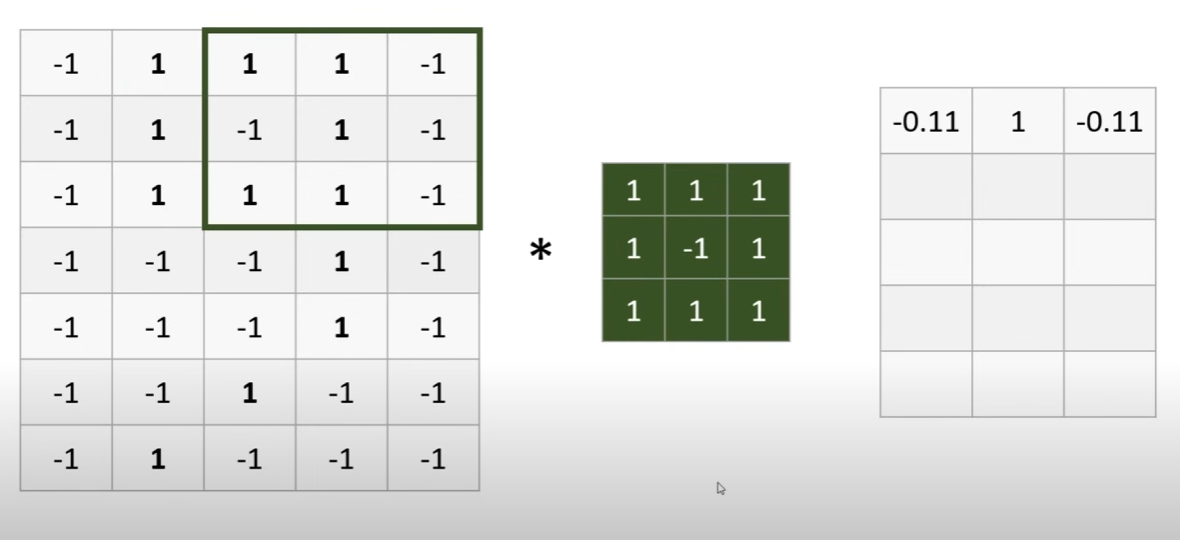 -1 1 1 1 -1
-1 1 -1 1 -1
-1 1 1 1 -1
-1 -1 -1 1 -1
-1 -1 -1 1 -1
-1 -1 1 -1 -1
-1 1 -1 -1 -1
*
1 1 1
1 -1 1
1 1 1
-0.11 1 -0.11